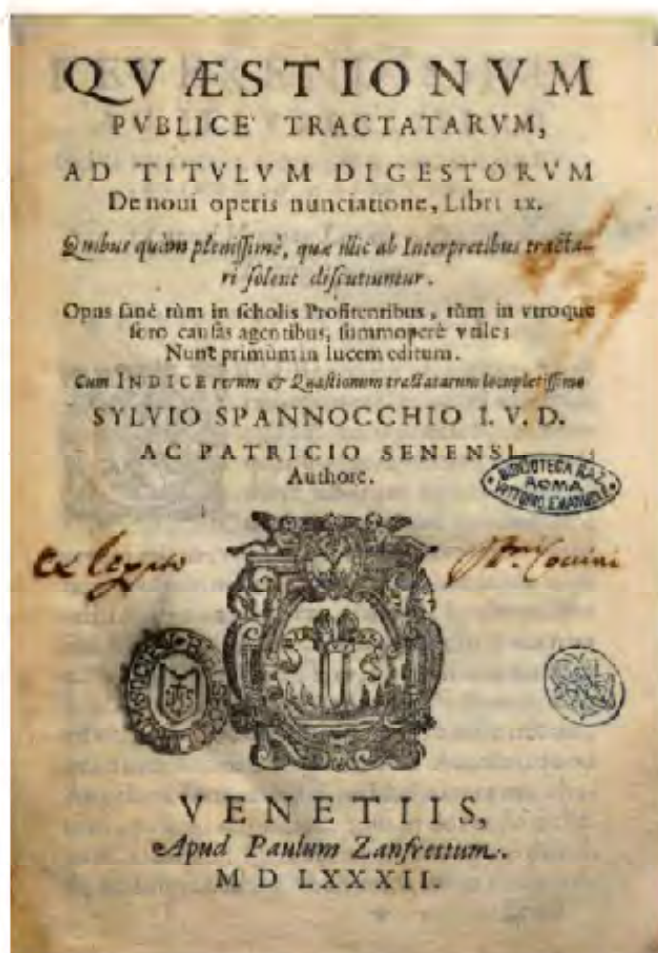 QVÆSTIONVM
PVBLICE' TRACTATARVM,
AD TITVLVM DIGESTORVM
De noui operis nunciatione, Libri IX.
Quibus quàm plenissimè, quæ illic ab Interpretibus tracta-
ri solent discutiuntur.
Opus sanè tùm in scholis Profitentibus, tùm in vtroque
foro causas agentibus, summoperè vtile;
Nunc primùm in lucem editum.
Cum INDICE rerum & Quæstionum tractatarum locupletissimo
SYLVIO SPANNOCCHIO I. V. D.
AC PATRICIO SENENSI
Authore.
BIBLIOTECA NAZ.
ROMA
VITTORIO EMANUELE
ex legato
VENETIIS,
Apud Paulum Zanfrettum.
M D LXXXII.